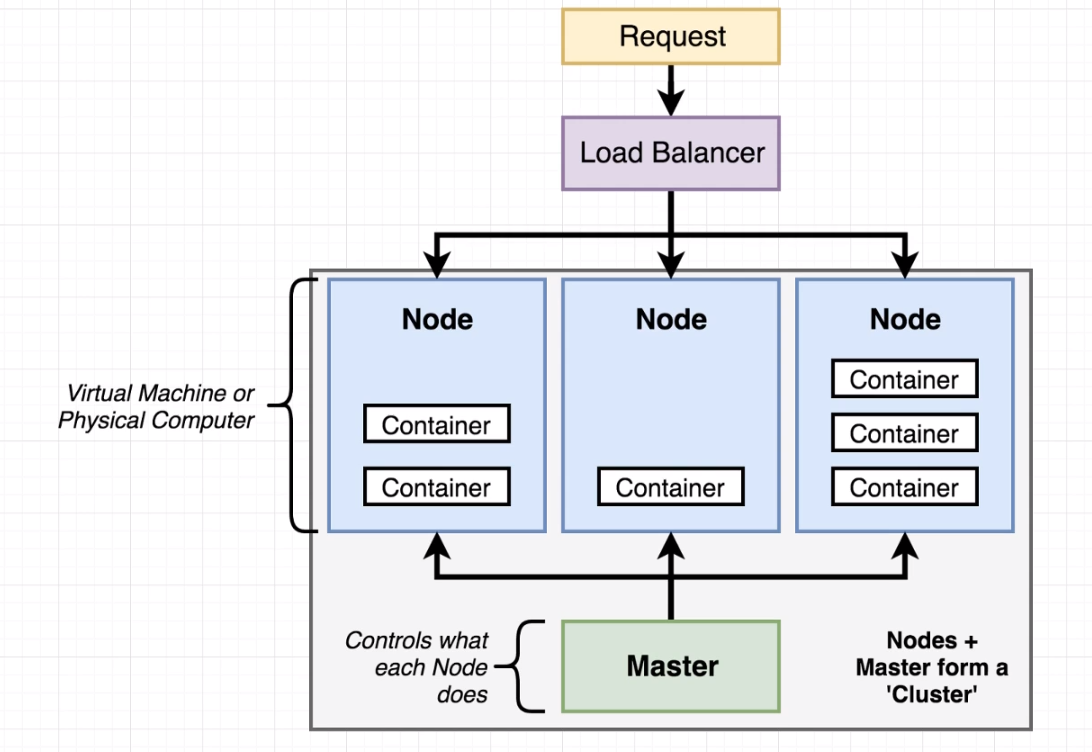 Request
Load Balancer
Node
Node
Node
Container
Container
Virtual Machine or
Physical Computer
Container
Container
Container
Container
Controls what
each Node
does
Master
Nodes +
Master form a
'Cluster'